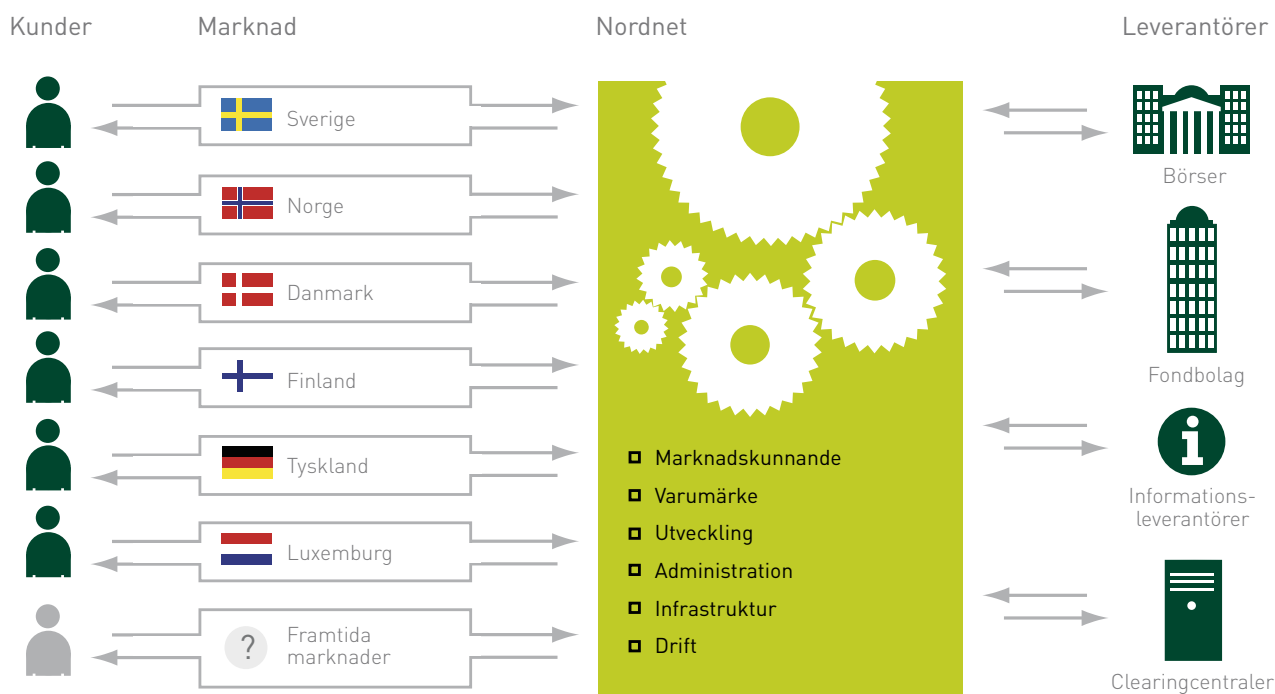 Kunder
Marknad
Nordnet
Leverantörer
Sverige
Norge
Danmark
Finland
Tyskland
Luxemburg
?
Framtida
marknader
Marknadskunnande
Varumärke
Utveckling
Administration
Infrastruktur
Drift
Börser
Fondbolag
i
Informations-
leverantörer
Clearingcentraler